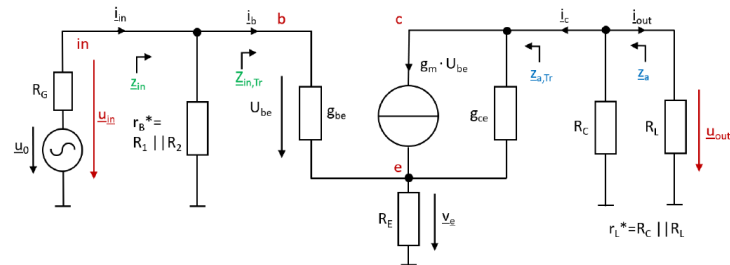 i_in
i_b
b
c
i_c
i_out
in
R_G
z_in
Z_in,Tr
g_m · U_be
z_a,Tr
z_a
u_in
U_be
g_be
g_ce
u_0
r_B*=
R_1 ||R_2
R_C
R_L
u_out
e
R_E
v_e
r_L*=R_C ||R_L